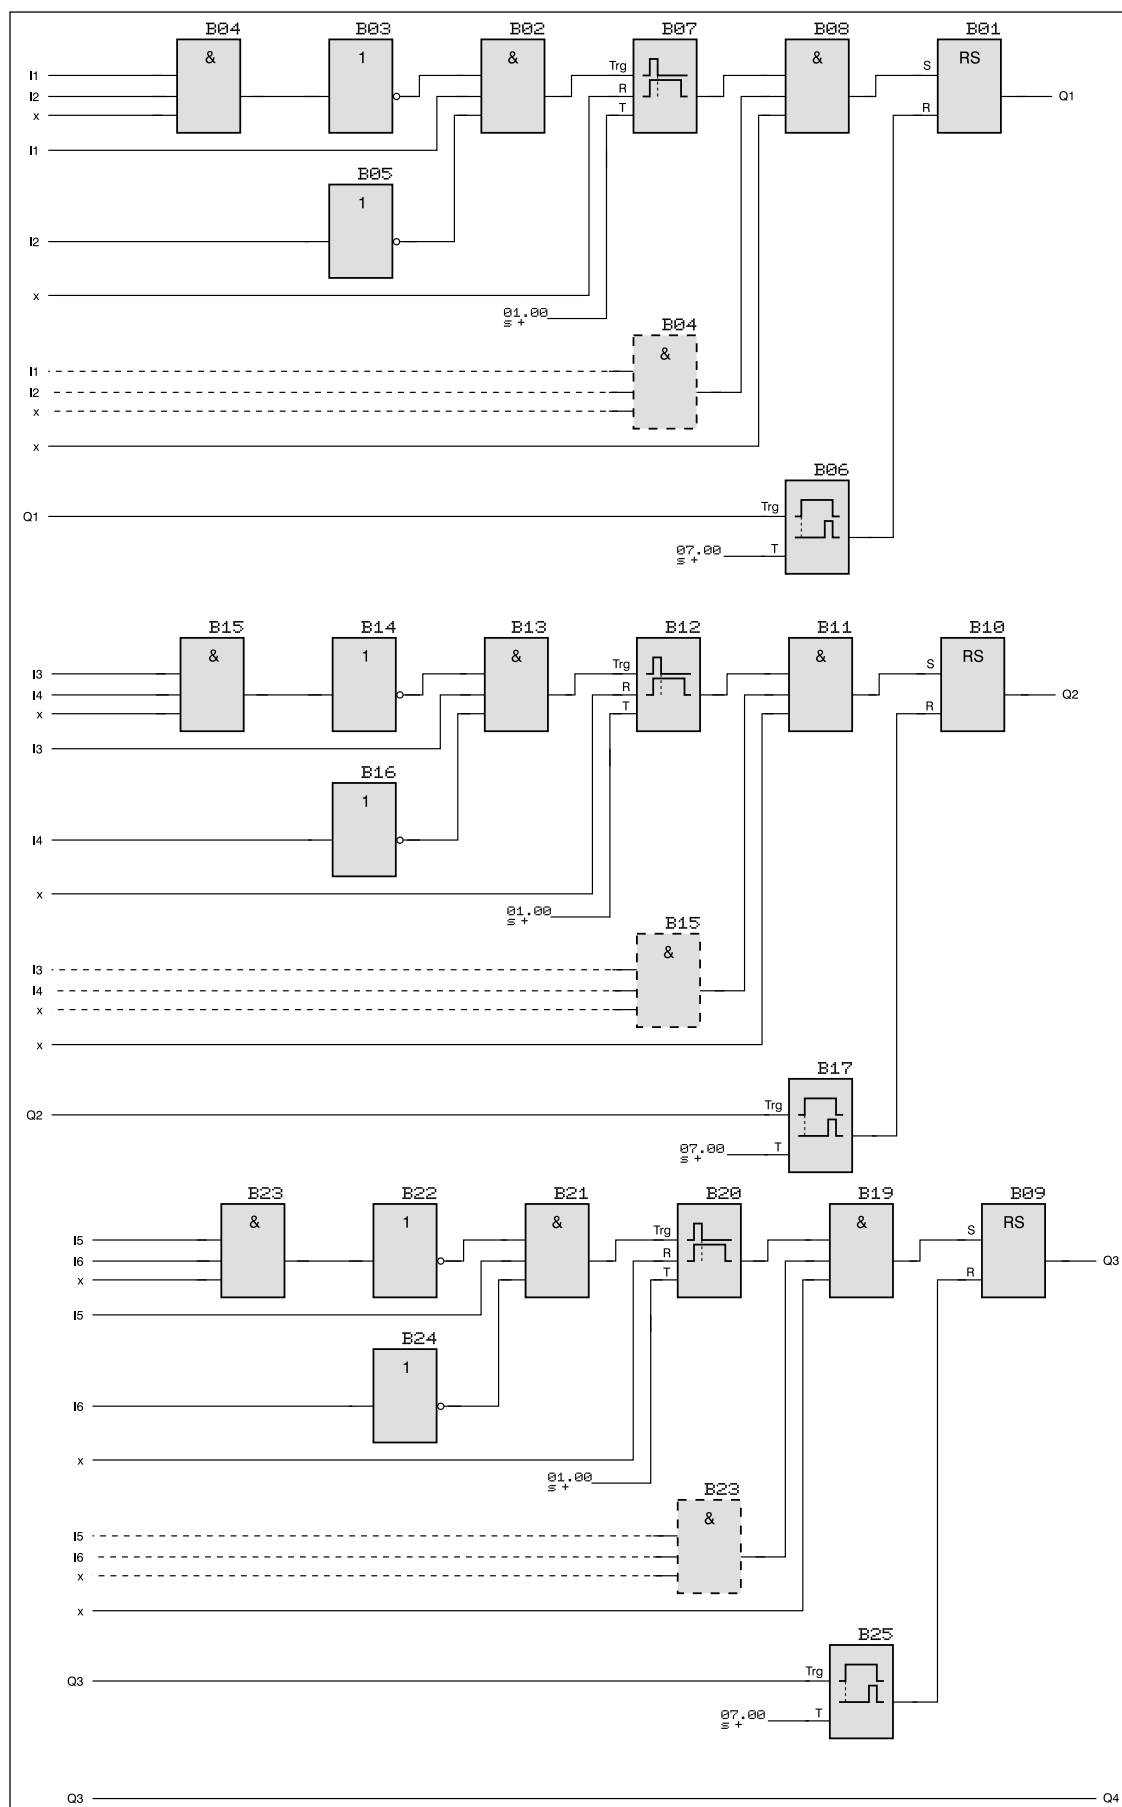 B04 B03 B02 B07 B08 B01
& 1 & & RS
I1 Trg S
I2 R Q1
x T R
I1
B05
1
I2
x
01.00
s +
B04
&
I1
I2
x
x
B06
Q1 Trg
07.00 T
s +
B15 B14 B13 B12 B11 B10
& 1 & & RS
I3 Trg S
I4 R Q2
x T R
I3
B16
1
I4
x
01.00
s +
B15
&
I3
I4
x
x
B17
Q2 Trg
07.00 T
s +
B23 B22 B21 B20 B19 B09
& 1 & & RS
I5 Trg S
I6 R Q3
x T R
I5
B24
1
I6
x
01.00
s +
B23
&
I5
I6
x
x
B25
Q3 Trg
07.00 T
s +
Q3 Q4